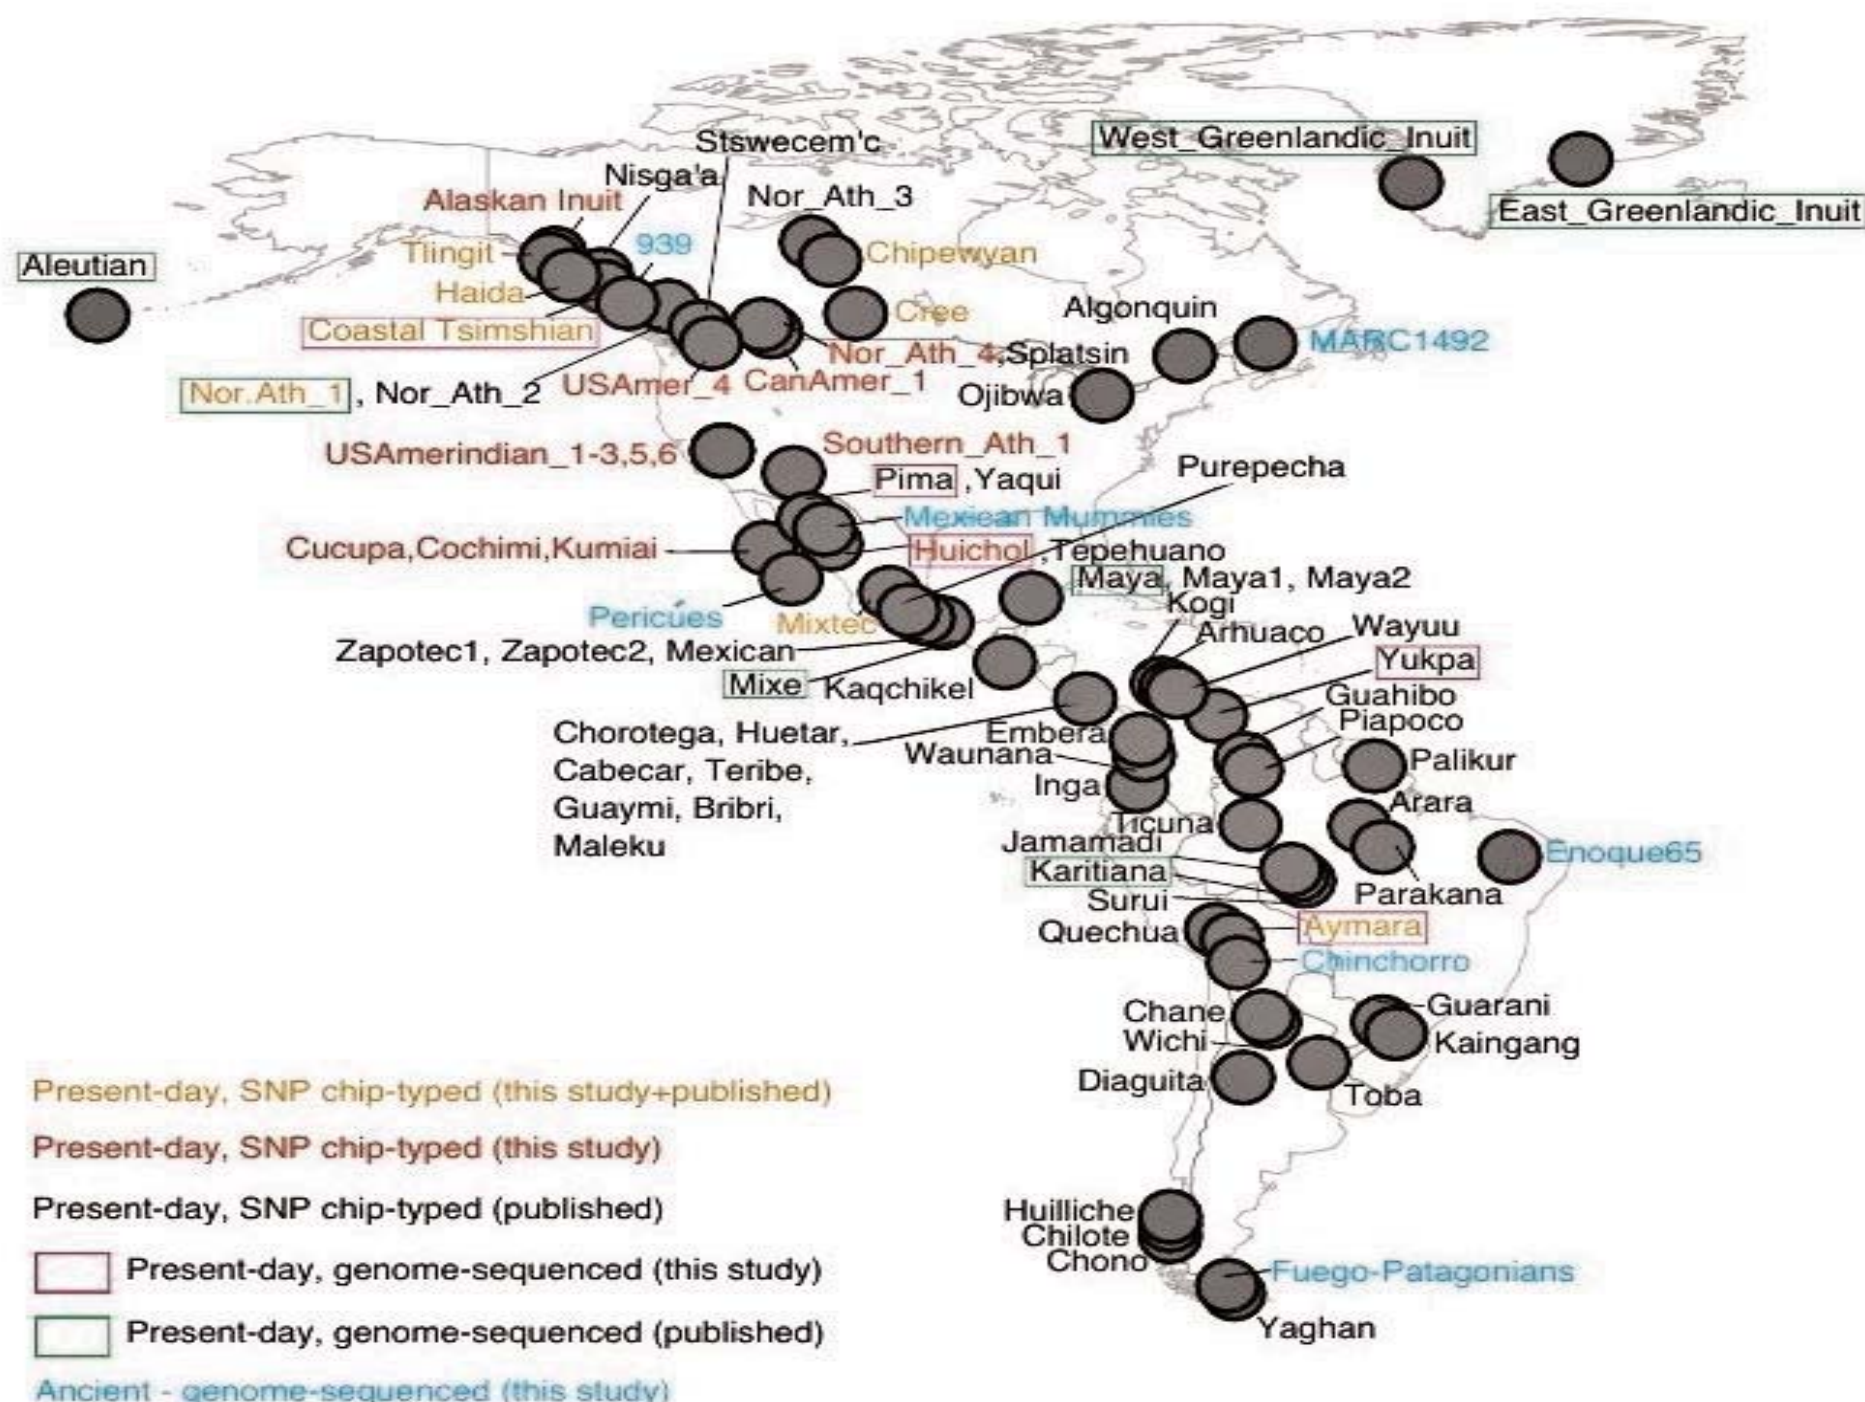 Stswecem'c
West_Greenlandic_Inuit
Nisga'a
Nor_Ath_3
Alaskan Inuit
East_Greenlandic_Inuit
Tlingit
939
Chipewyan
Aleutian
Haida
Cree
Algonquin
Coastal Tsimshian
MARC1492
Nor_Ath_4,Splatsin
Nor.Ath_1, Nor_Ath_2
USAmer_4
CanAmer_1
Ojibwa
USAmerindian_1-3,5,6
Southern_Ath_1
Purepecha
Pima,Yaqui
Mexican Mummies
Cucupa,Cochimi,Kumiai
Huichol,Tepehuano
Maya, Maya1, Maya2
Kogi
Pericúes
Mixtec
Arhuaco
Wayuu
Zapotec1, Zapotec2, Mexican
Yukpa
Mixe
Kaqchikel
Guahibo
Piapoco
Chorotega, Huetar,
Cabecar, Teribe,
Guaymi, Bribri,
Maleku
Embera
Waunana
Palikur
Inga
Arara
Ticuna
Jamamadi
Enoque65
Karitiana
Parakana
Surui
Quechua
Aymara
Chinchorro
Chane
Guarani
Wichi
Kaingang
Diaguita
Toba
Huilliche
Chilote
Chono
Fuego-Patagonians
Yaghan
Present-day, SNP chip-typed (this study+published)
Present-day, SNP chip-typed (this study)
Present-day, SNP chip-typed (published)
Present-day, genome-sequenced (this study)
Present-day, genome-sequenced (published)
Ancient - genome-sequenced (this study)